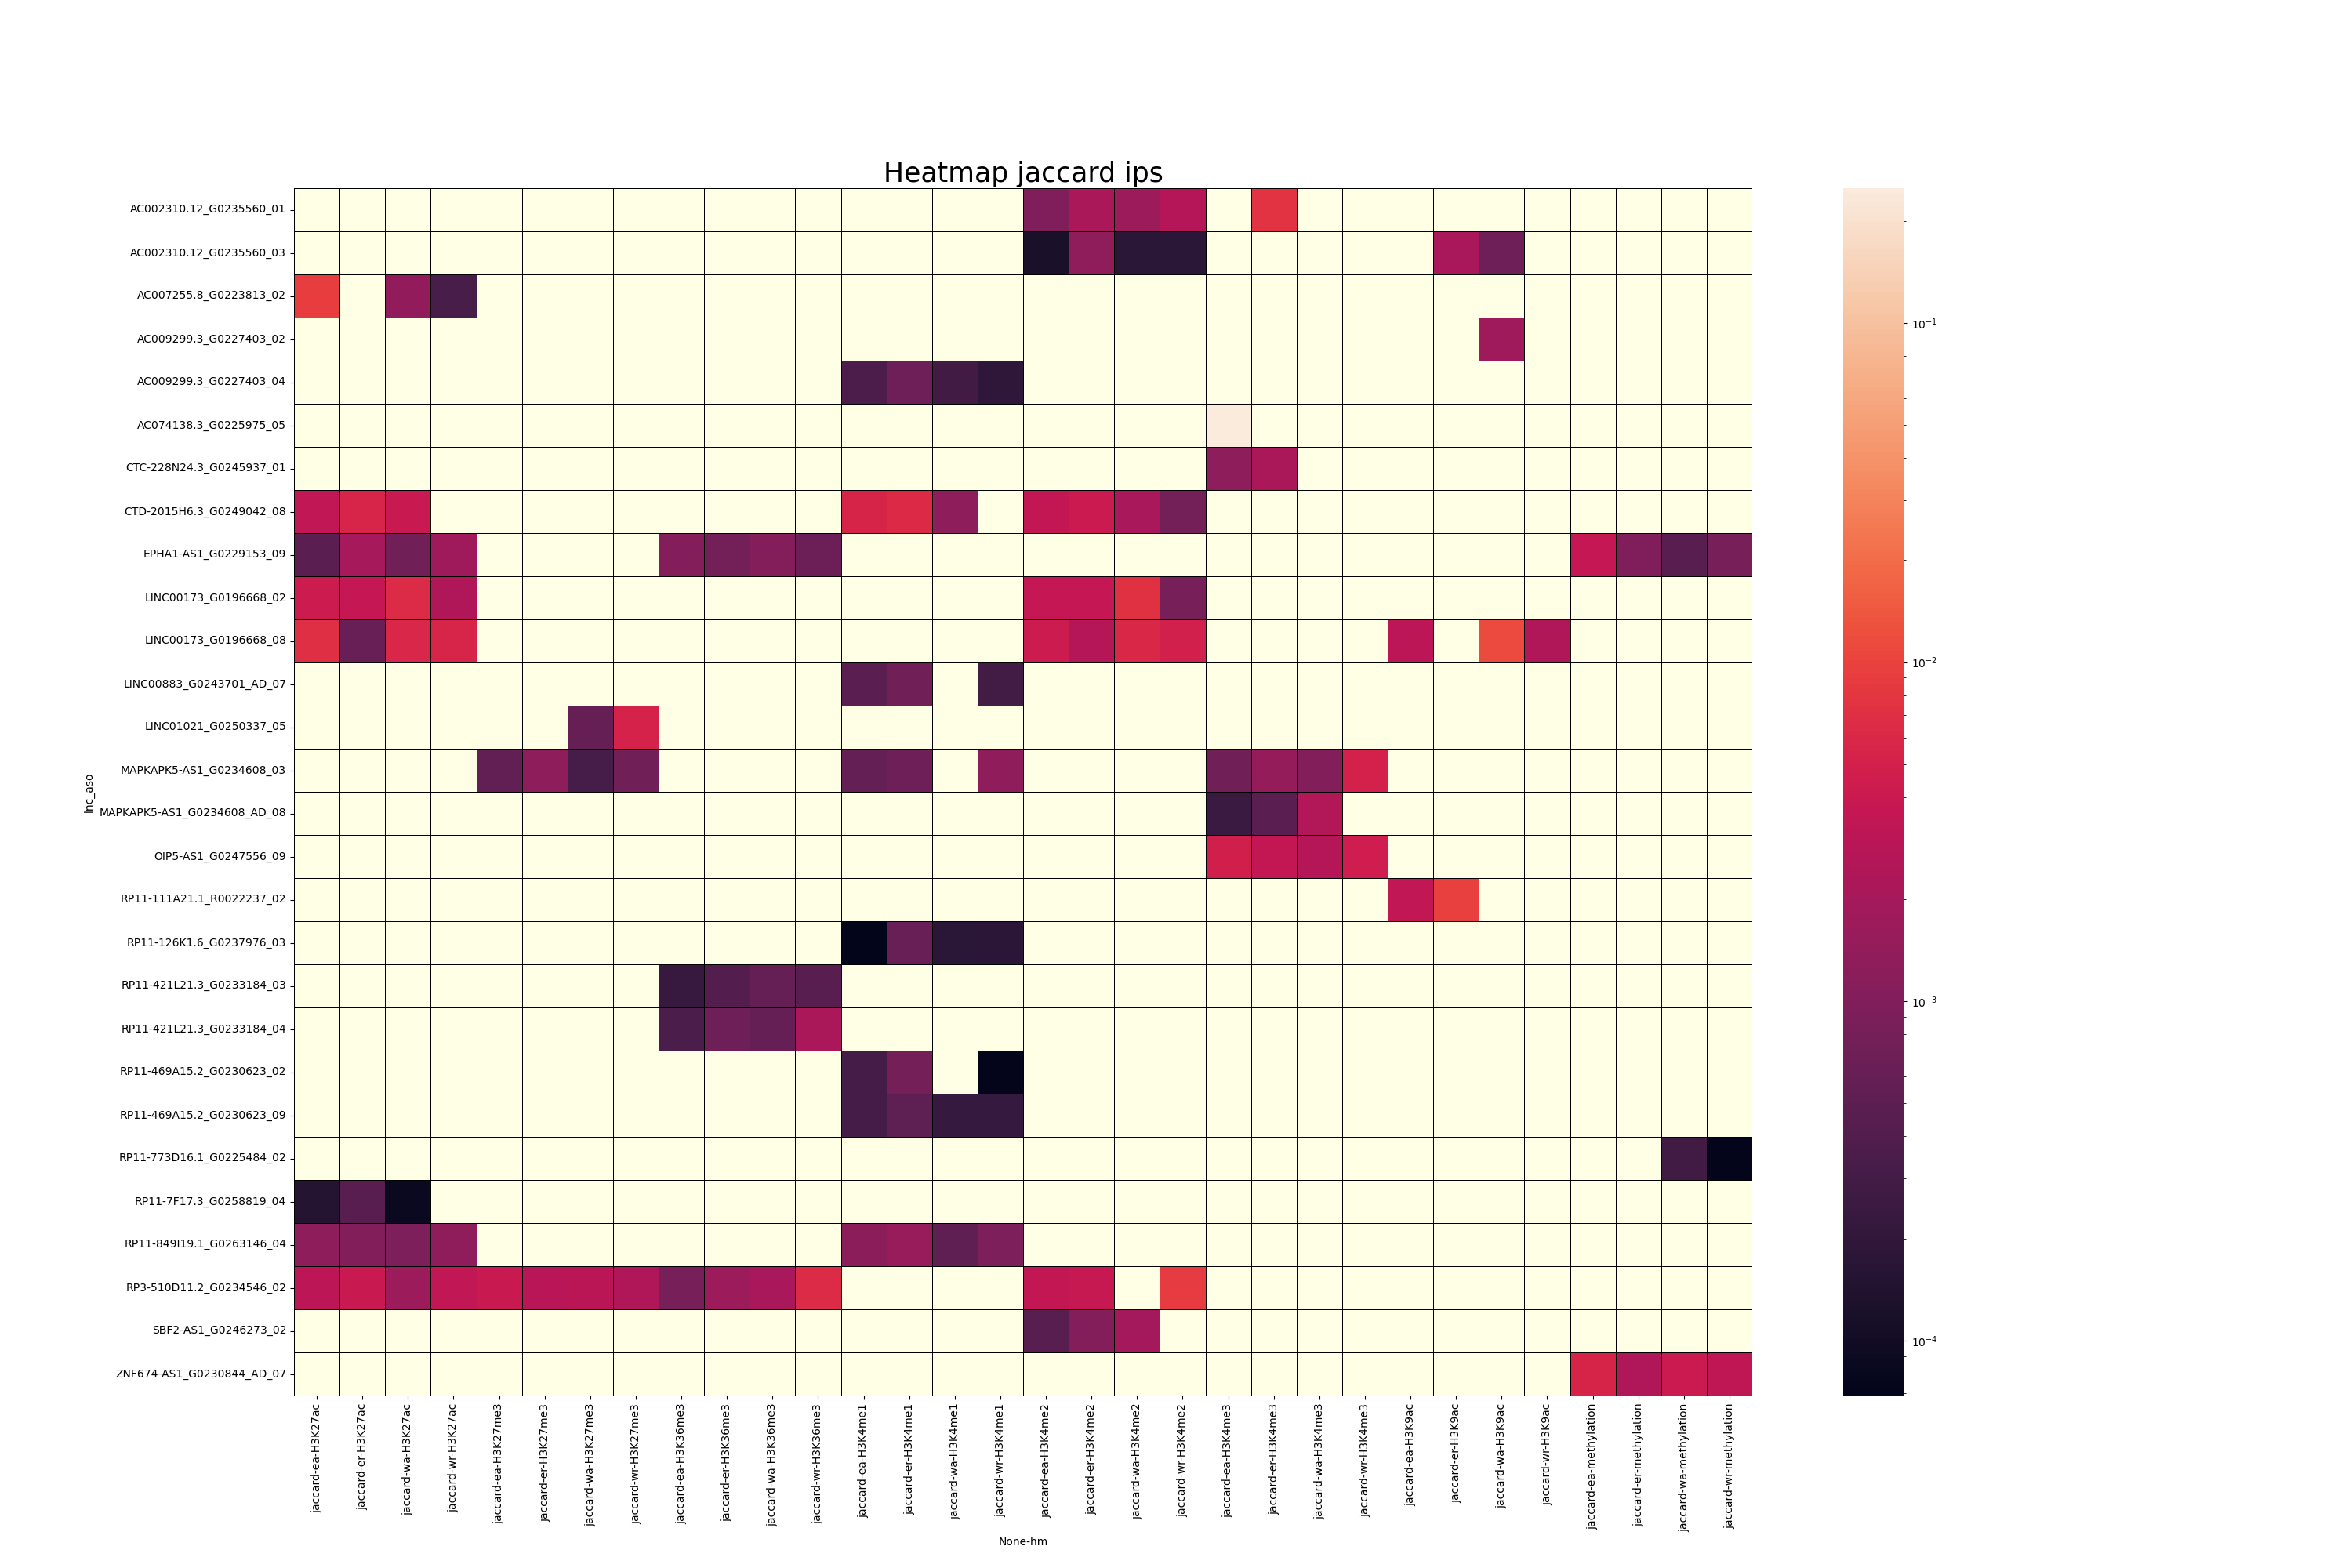 Heatmap jaccard ips
AC002310.12_G0235560_01
AC002310.12_G0235560_03
AC007255.8_G0223813_02
AC009299.3_G0227403_02
AC009299.3_G0227403_04
AC074138.3_G0225975_05
CTC-228N24.3_G0245937_01
CTD-2015H6.3_G0249042_08
EPHA1-AS1_G0229153_09
LINC00173_G0196668_02
LINC00173_G0196668_08
LINC00883_G0243701_AD_07
LINC01021_G0250337_05
MAPKAPK5-AS1_G0234608_03
MAPKAPK5-AS1_G0234608_AD_08
OIP5-AS1_G0247556_09
RP11-111A21.1_R0022237_02
RP11-126K1.6_G0237976_03
RP11-421L21.3_G0233184_03
RP11-421L21.3_G0233184_04
RP11-469A15.2_G0230623_02
RP11-469A15.2_G0230623_09
RP11-773D16.1_G0225484_02
RP11-7F17.3_G0258819_04
RP11-849I19.1_G0263146_04
RP3-510D11.2_G0234546_02
SBF2-AS1_G0246273_02
ZNF674-AS1_G0230844_AD_07
lnc_aso
jaccard-ea-H3K27ac
jaccard-er-H3K27ac
jaccard-wa-H3K27ac
jaccard-wr-H3K27ac
jaccard-ea-H3K27me3
jaccard-er-H3K27me3
jaccard-wa-H3K27me3
jaccard-wr-H3K27me3
jaccard-ea-H3K36me3
jaccard-er-H3K36me3
jaccard-wa-H3K36me3
jaccard-wr-H3K36me3
jaccard-ea-H3K4me1
jaccard-er-H3K4me1
jaccard-wa-H3K4me1
jaccard-wr-H3K4me1
jaccard-ea-H3K4me2
jaccard-er-H3K4me2
jaccard-wa-H3K4me2
jaccard-wr-H3K4me2
jaccard-ea-H3K4me3
jaccard-er-H3K4me3
jaccard-wa-H3K4me3
jaccard-wr-H3K4me3
jaccard-ea-H3K9ac
jaccard-er-H3K9ac
jaccard-wa-H3K9ac
jaccard-wr-H3K9ac
jaccard-ea-methylation
jaccard-er-methylation
jaccard-wa-methylation
jaccard-wr-methylation
None-hm
10⁻¹
10⁻²
10⁻³
10⁻⁴